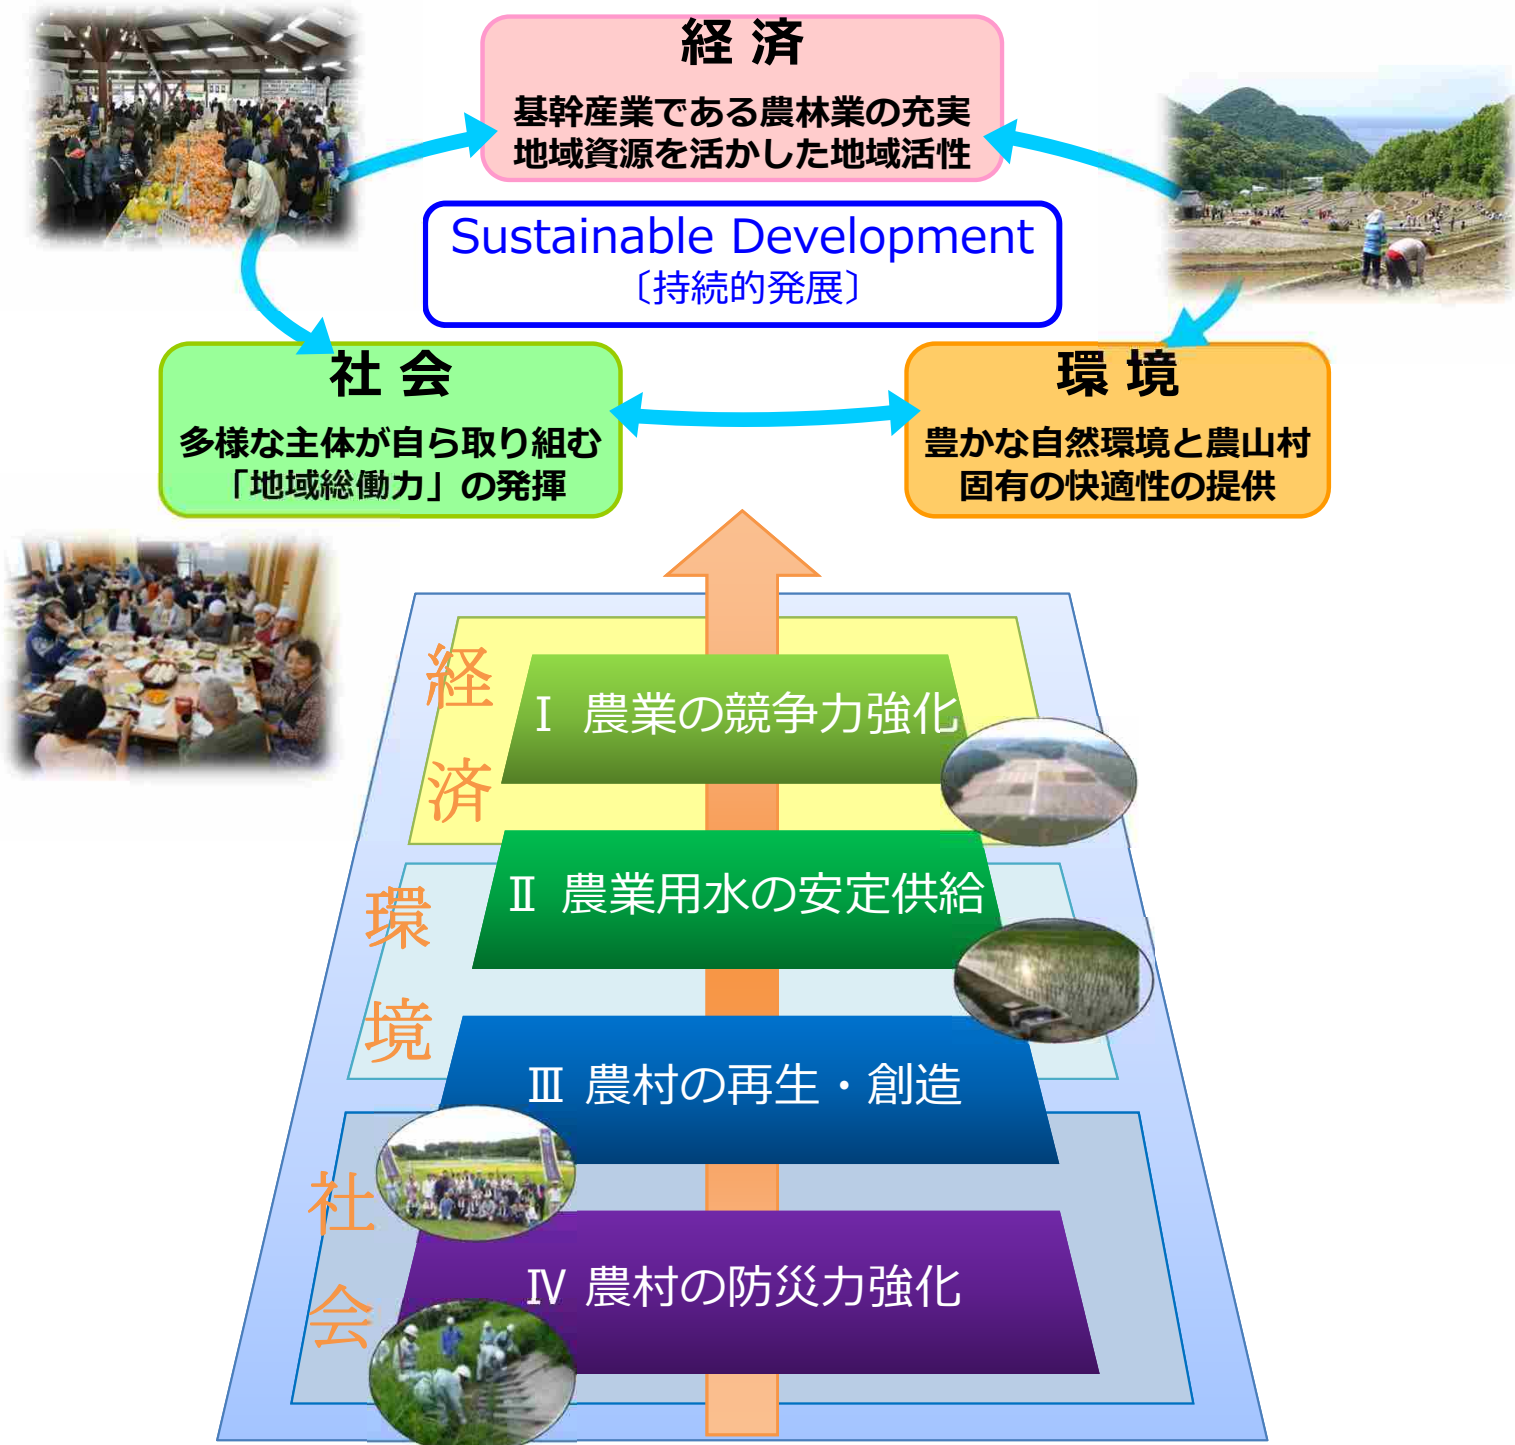 経 済
基幹産業である農林業の充実
地域資源を活かした地域活性
Sustainable Development
〔持続的発展〕
社 会
多様な主体が自ら取り組む
「地域総働力」の発揮
環 境
豊かな自然環境と農山村
固有の快適性の提供
経済
Ⅰ 農業の競争力強化
環境
Ⅱ 農業用水の安定供給
Ⅲ 農村の再生・創造
社会
Ⅳ 農村の防災力強化